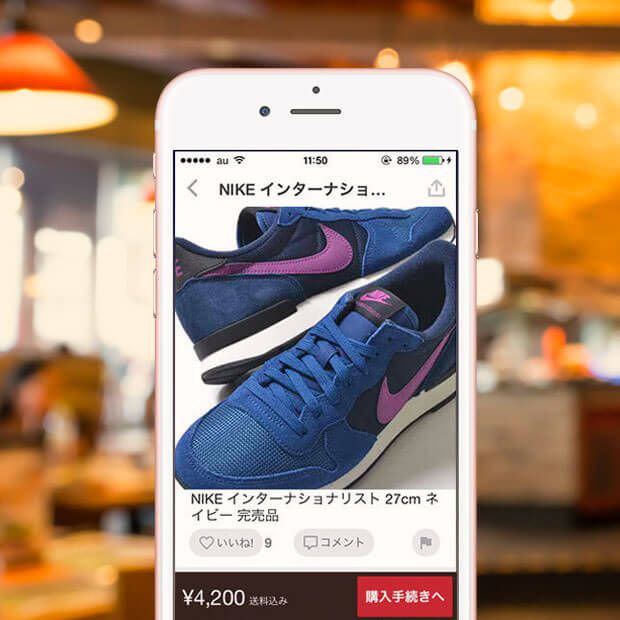 au 11:50 89%
NIKE インターナショ...
NIKE インターナショナリスト 27cm ネ
イビー 完売品
いいね! 9 コメント
¥4,200 送料込み 購入手続きへ